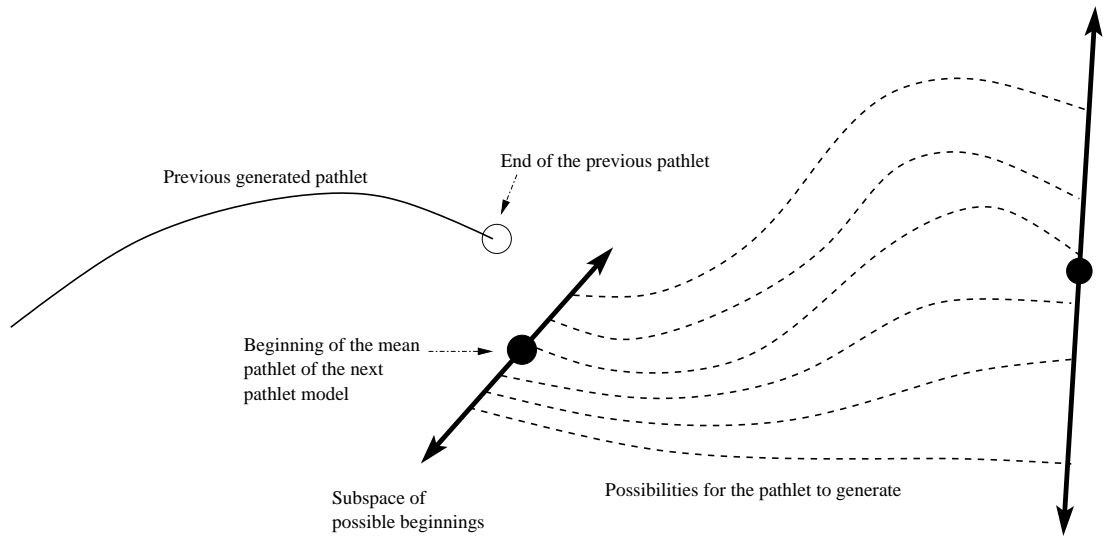 Previous generated pathlet
End of the previous pathlet
Beginning of the mean
pathlet of the next
pathlet model
Subspace of
possible beginnings
Possibilities for the pathlet to generate